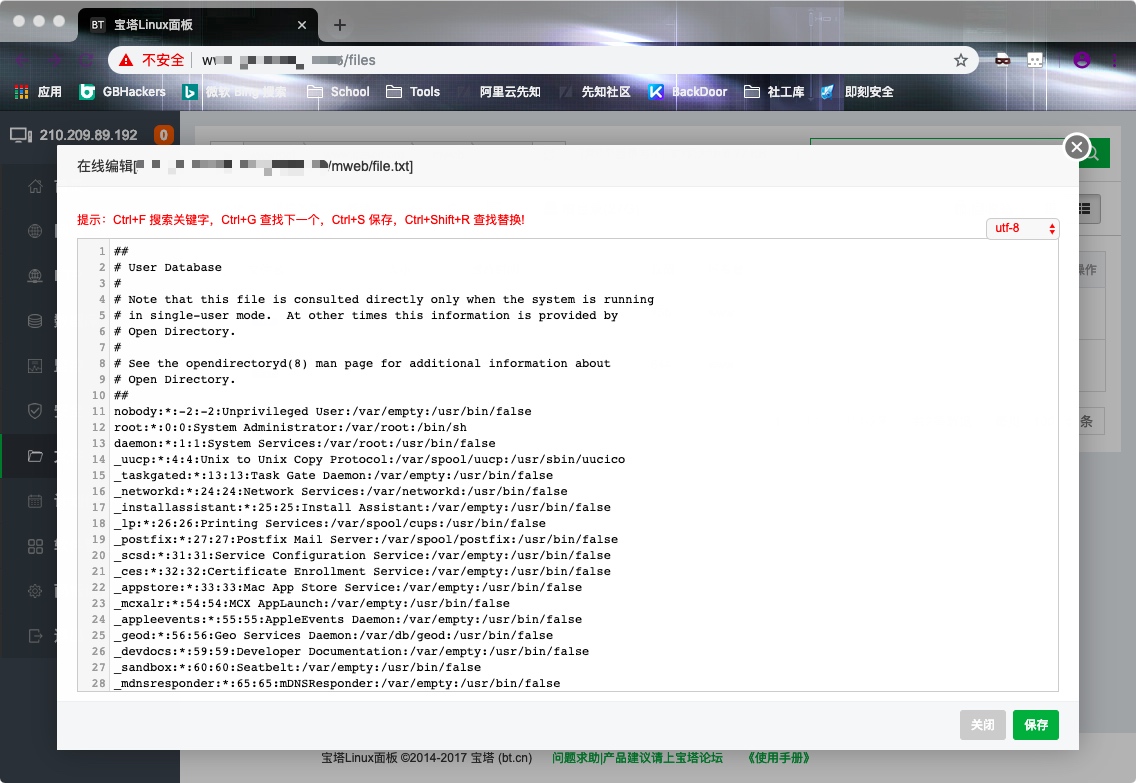 BT 宝塔Linux面板
不安全 /files
应用 GBHackers 微软 Bing 搜索 School Tools 阿里云先知 先知社区 BackDoor 社工库 即刻安全
210.209.89.192 0
在线编辑[ /mweb/file.txt]
提示：Ctrl+F 搜索关键字，Ctrl+G 查找下一个，Ctrl+S 保存，Ctrl+Shift+R 查找替换!
utf-8
操作
条
1 ##
2 # User Database
3 #
4 # Note that this file is consulted directly only when the system is running
5 # in single-user mode.  At other times this information is provided by
6 # Open Directory.
7 #
8 # See the opendirectoryd(8) man page for additional information about
9 # Open Directory.
10 ##
11 nobody:*:-2:-2:Unprivileged User:/var/empty:/usr/bin/false
12 root:*:0:0:System Administrator:/var/root:/bin/sh
13 daemon:*:1:1:System Services:/var/root:/usr/bin/false
14 _uucp:*:4:4:Unix to Unix Copy Protocol:/var/spool/uucp:/usr/sbin/uucico
15 _taskgated:*:13:13:Task Gate Daemon:/var/empty:/usr/bin/false
16 _networkd:*:24:24:Network Services:/var/networkd:/usr/bin/false
17 _installassistant:*:25:25:Install Assistant:/var/empty:/usr/bin/false
18 _lp:*:26:26:Printing Services:/var/spool/cups:/usr/bin/false
19 _postfix:*:27:27:Postfix Mail Server:/var/spool/postfix:/usr/bin/false
20 _scsd:*:31:31:Service Configuration Service:/var/empty:/usr/bin/false
21 _ces:*:32:32:Certificate Enrollment Service:/var/empty:/usr/bin/false
22 _appstore:*:33:33:Mac App Store Service:/var/empty:/usr/bin/false
23 _mcxalr:*:54:54:MCX AppLaunch:/var/empty:/usr/bin/false
24 _appleevents:*:55:55:AppleEvents Daemon:/var/empty:/usr/bin/false
25 _geod:*:56:56:Geo Services Daemon:/var/db/geod:/usr/bin/false
26 _devdocs:*:59:59:Developer Documentation:/var/empty:/usr/bin/false
27 _sandbox:*:60:60:Seatbelt:/var/empty:/usr/bin/false
28 _mdnsresponder:*:65:65:mDNSResponder:/var/empty:/usr/bin/false
关闭 保存
宝塔Linux面板 ©2014-2017 宝塔 (bt.cn) 问题求助|产品建议请上宝塔论坛 《使用手册》